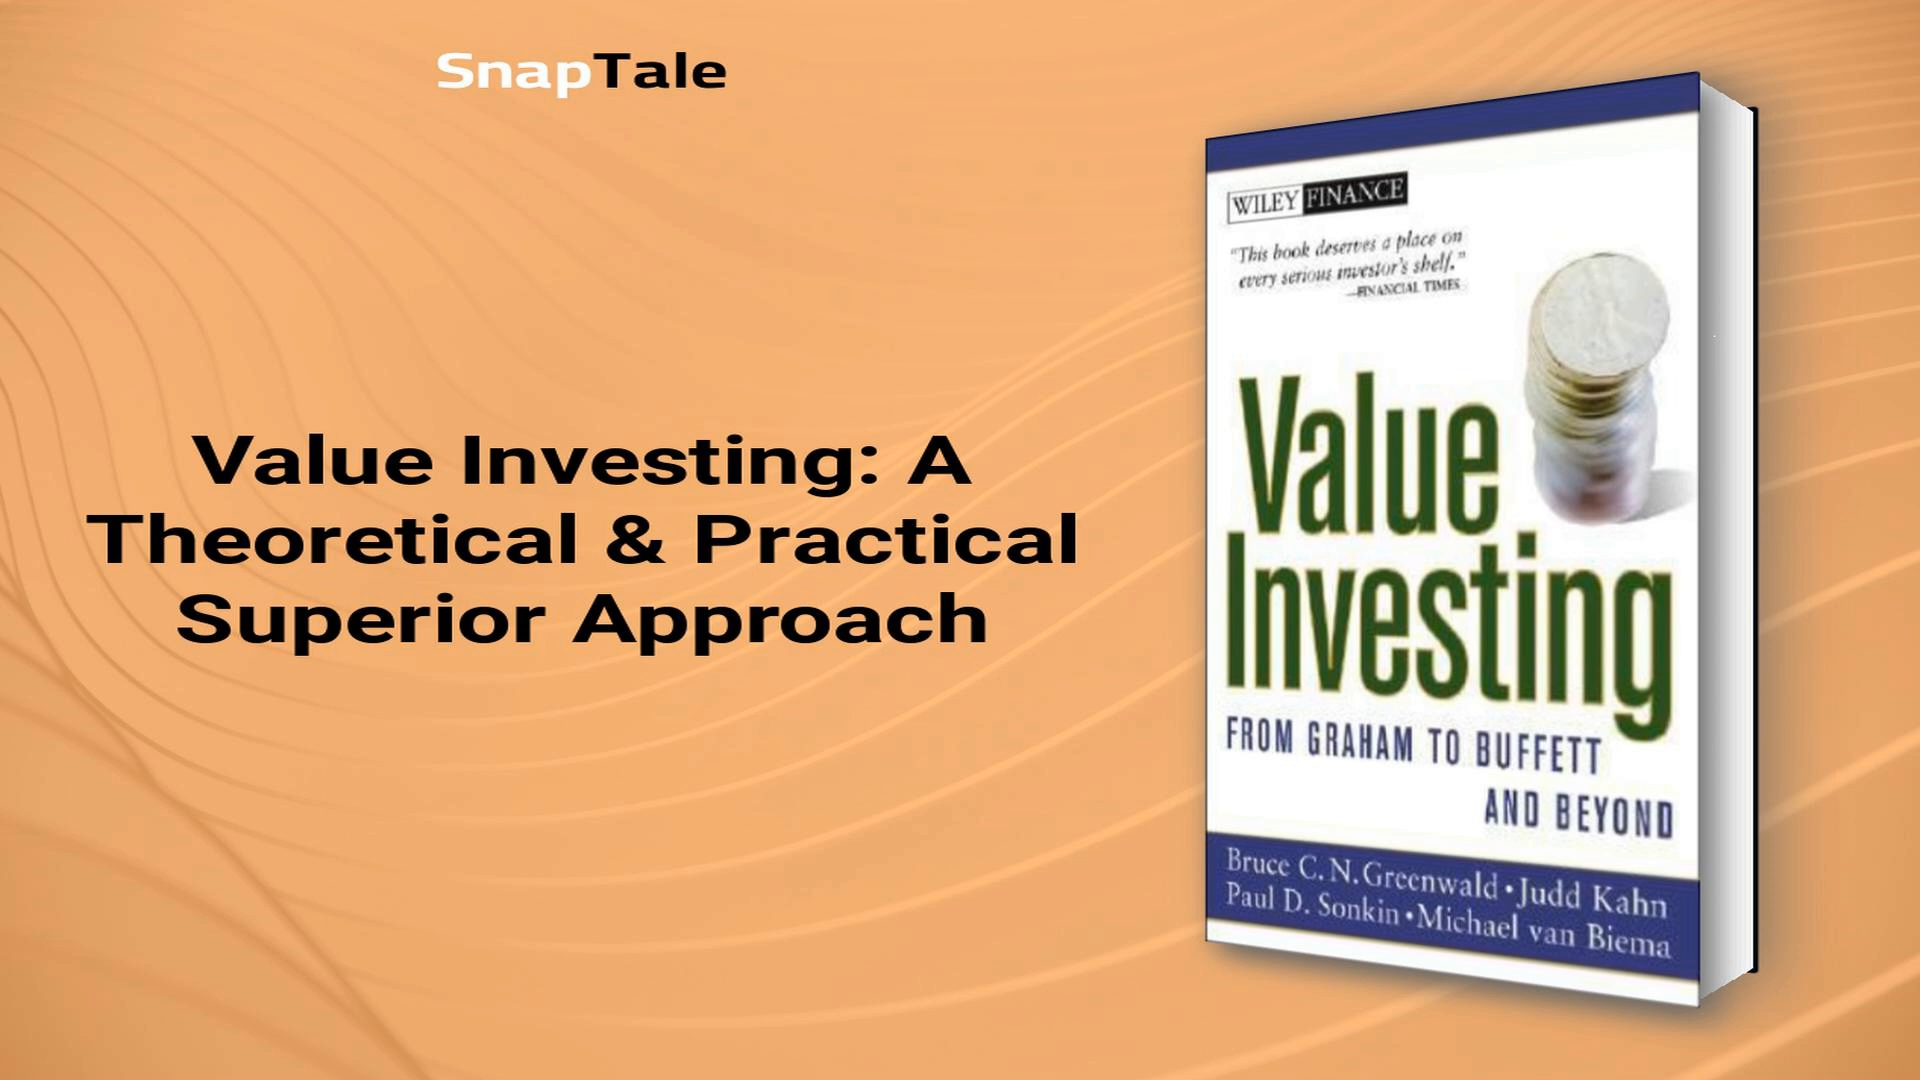 SnapTale
Value Investing: A
Theoretical & Practical
Superior Approach
WILEY FINANCE
"This book deserves a place on
every serious investor's shelf."
—FINANCIAL TIMES
Value
Investing
FROM GRAHAM TO BUFFETT
AND BEYOND
Bruce C. N. Greenwald • Judd Kahn
Paul D. Sonkin • Michael van Biema